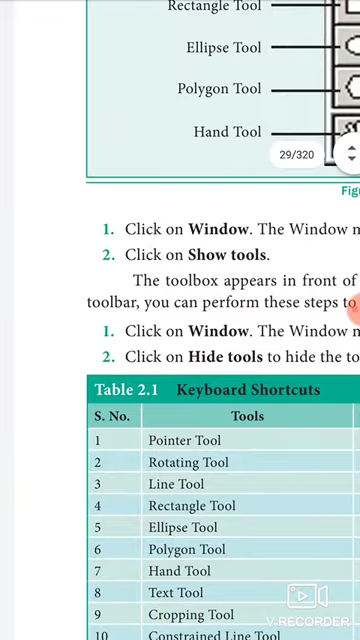 Rectangle Tool
Ellipse Tool
Polygon Tool
Hand Tool
29/320
1. Click on Window. The Window
2. Click on Show tools.
The toolbox appears in front of
toolbar, you can perform these steps to
1. Click on Window. The Window
2. Click on Hide tools to hide the
Table 2.1 Keyboard Shortcuts
S. No. Tools
1 Pointer Tool
2 Rotating Tool
3 Line Tool
4 Rectangle Tool
5 Ellipse Tool
6 Polygon Tool
7 Hand Tool
8 Text Tool
9 Cropping Tool
10 Constrained Line Tool
V.RECORDER